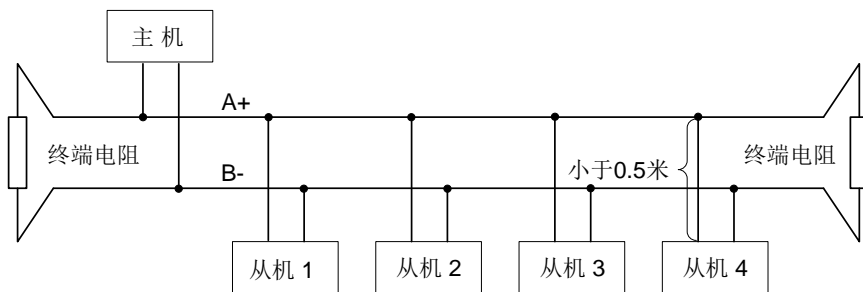 主 机
A+
终端电阻
B-
小于0.5米
终端电阻
从机 1
从机 2
从机 3
从机 4